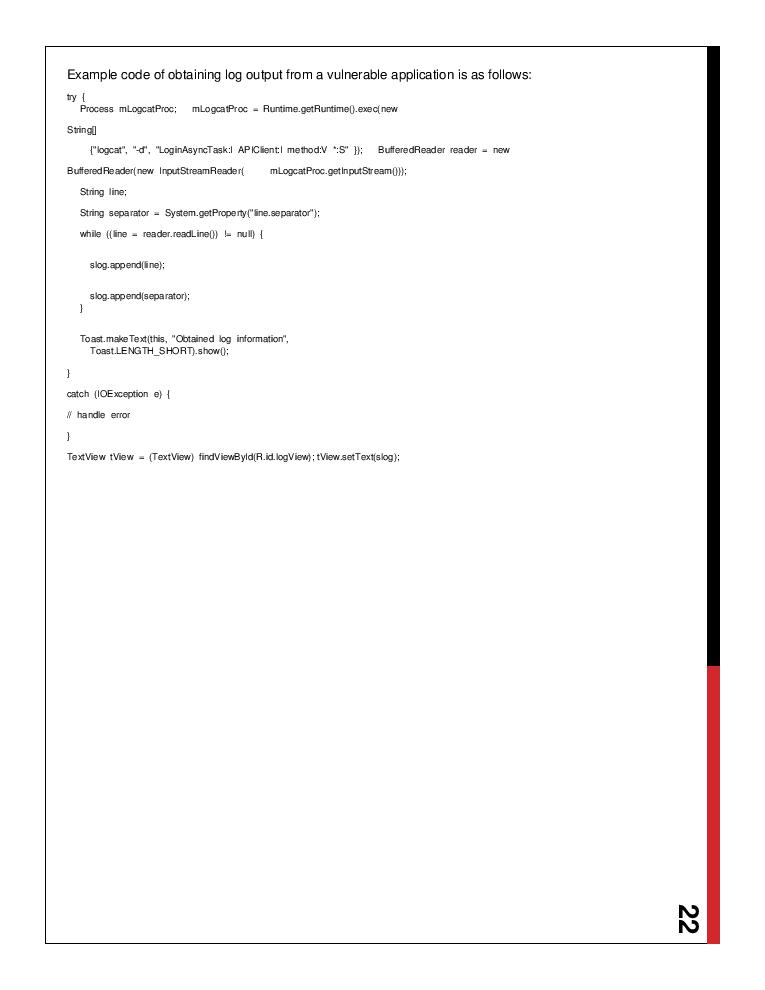 Example code of obtaining log output from a vulnerable application is as follows:
try {
Process mLogcatProc; mLogcatProc = Runtime.getRuntime().exec(new
String[]
{"logcat", "-d", "LoginAsyncTask:I APIClient:I method:V *:S" }); BufferedReader reader = new
BufferedReader(new InputStreamReader( mLogcatProc.getInputStream()));
String line;
String separator = System.getProperty("line.separator");
while ((line = reader.readLine()) != null) {
slog.append(line);
slog.append(separator);
}
Toast.makeText(this, "Obtained log information",
Toast.LENGTH_SHORT).show();
}
catch (IOException e) {
// handle error
}
TextView tView = (TextView) findViewById(R.id.logView); tView.setText(slog);
22